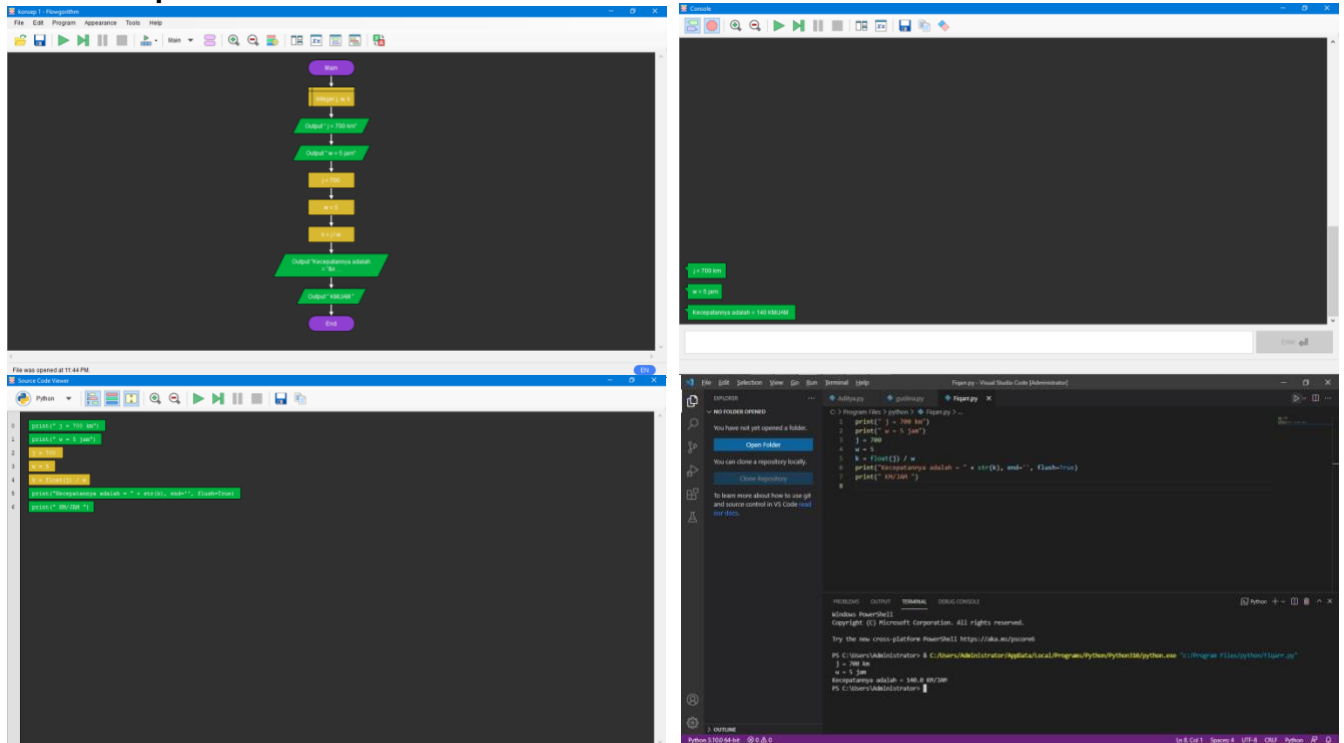 konsep 1 - Flowgorithm
File Edit Program Appearance Tools Help
Main
Main
Integer j, w, k
Output " j = 700 km"
Output " w = 5 jam"
j = 700
w = 5
k = j / w
Output "Kecepatannya adalah
= "&k ...
Output " KM/JAM "
End
File was opened at 11:44 PM.
EN
Console
j = 700 km
w = 5 jam
Kecepatannya adalah = 140 KM/JAM
Enter
Source Code Viewer
Python
0 print(" j = 700 km")
1 print(" w = 5 jam")
2 j = 700
3 w = 5
4 k = float(j) / w
5 print("Kecepatannya adalah = " + str(k), end='', flush=True)
6 print(" KM/JAM ")
File Edit Selection View Go Run Terminal Help
Fiqarr.py - Visual Studio Code [Administrator]
EXPLORER
Aditya.py
Fiqarr.py
NO FOLDER OPENED
You have not yet opened a folder.
Open Folder
You can clone a repository locally.
Clone Repository
To learn more about how to use git
and source control in VS Code read
our docs.
OUTLINE
C: > Program Files > python > Fiqarr.py > ...
1 print(" j = 700 km")
2 print(" w = 5 jam")
3 j = 700
4 w = 5
5 k = float(j) / w
6 print("Kecepatannya adalah = " + str(k), end='', flush=True)
7 print(" KM/JAM ")
8
PROBLEMS OUTPUT TERMINAL DEBUG CONSOLE
Python
Windows PowerShell
Copyright (C) Microsoft Corporation. All rights reserved.
Try the new cross-platform PowerShell https://aka.ms/pscore6
PS C:\Users\Administrator> & C:/Users/Administrator/AppData/Local/Programs/Python/Python310/python.exe "c:/Program Files/python/Fiqarr.py"
j = 700 km
w = 5 jam
Kecepatannya adalah = 140.0 KM/JAM
PS C:\Users\Administrator>
Python 3.10.0 64-bit 0 0
Ln 8, Col 1 Spaces: 4 UTF-8 CRLF Python